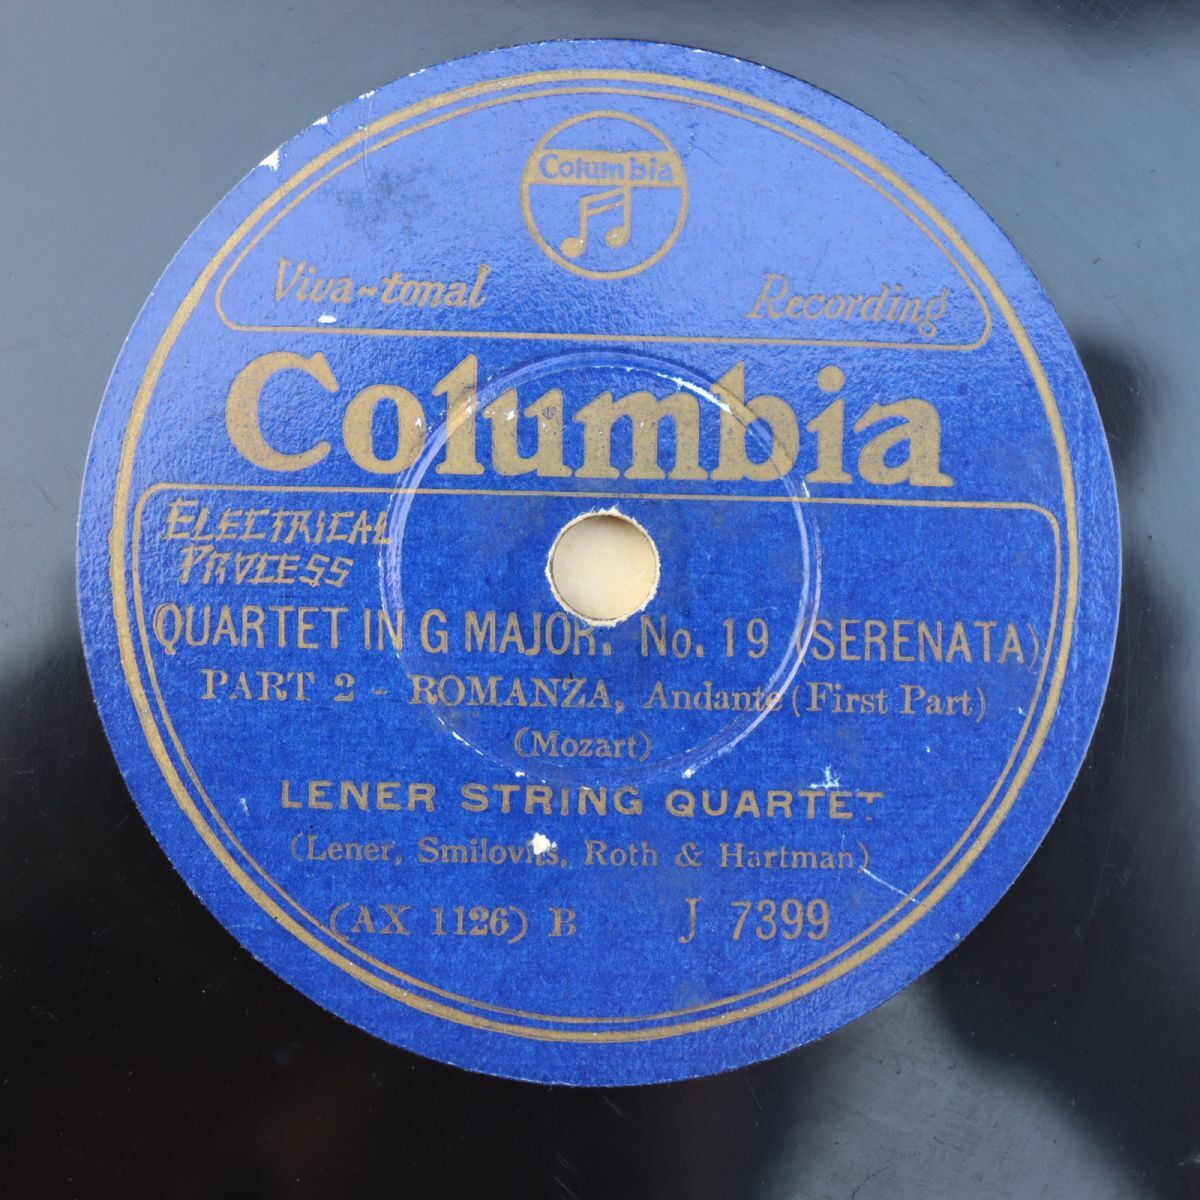 Columbia
Viva-tonal Recording
Columbia
ELECTRICAL
PROCESS
QUARTET IN G MAJOR. No. 19 (SERENATA)
PART 2 - ROMANZA, Andante (First Part)
(Mozart)
LENER STRING QUARTET
(Lener, Smilovits, Roth & Hartman)
(AX 1126) B J 7399